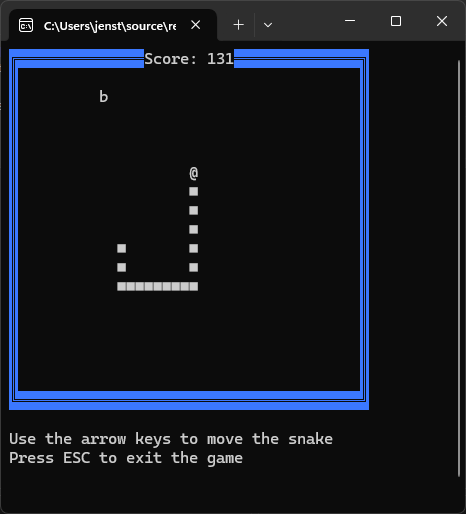 C:\Users\jenst\source\re
Score: 131
b
@
Use the arrow keys to move the snake
Press ESC to exit the game